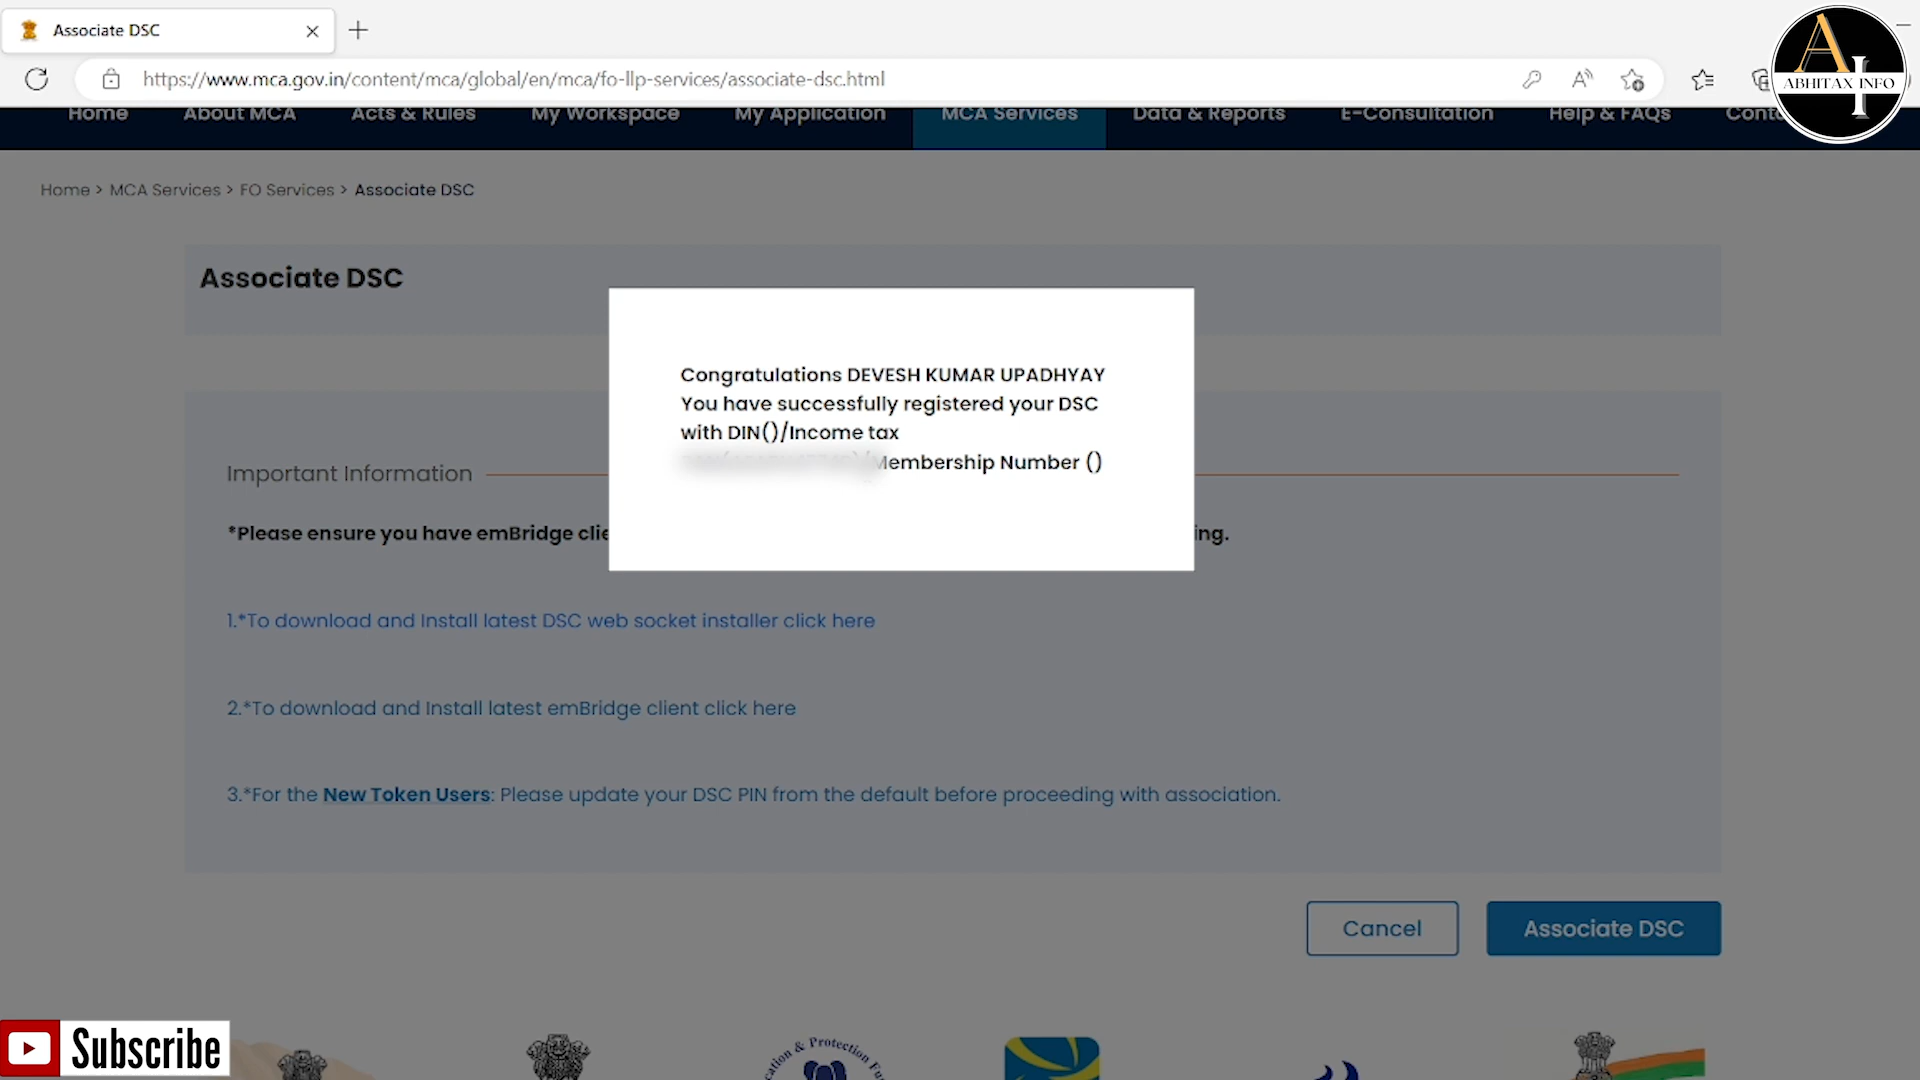 Associate DSC
https://www.mca.gov.in/content/mca/global/en/mca/fo-llp-services/associate-dsc.html
ABHITAX INFO
Home About MCA Acts & Rules My Workspace My Application MCA Services Data & Reports E-Consultation Help & FAQs
Home > MCA Services > FO Services > Associate DSC
Associate DSC
Congratulations DEVESH KUMAR UPADHYAY
You have successfully registered your DSC
with DIN()/Income tax
/Membership Number ()
Important Information
*Please ensure you have emBridge
1.*To download and Install latest DSC web socket installer click here
2.*To download and Install latest emBridge client click here
3.*For the New Token Users: Please update your DSC PIN from the default before proceeding with association.
Cancel Associate DSC
Subscribe
& Protection